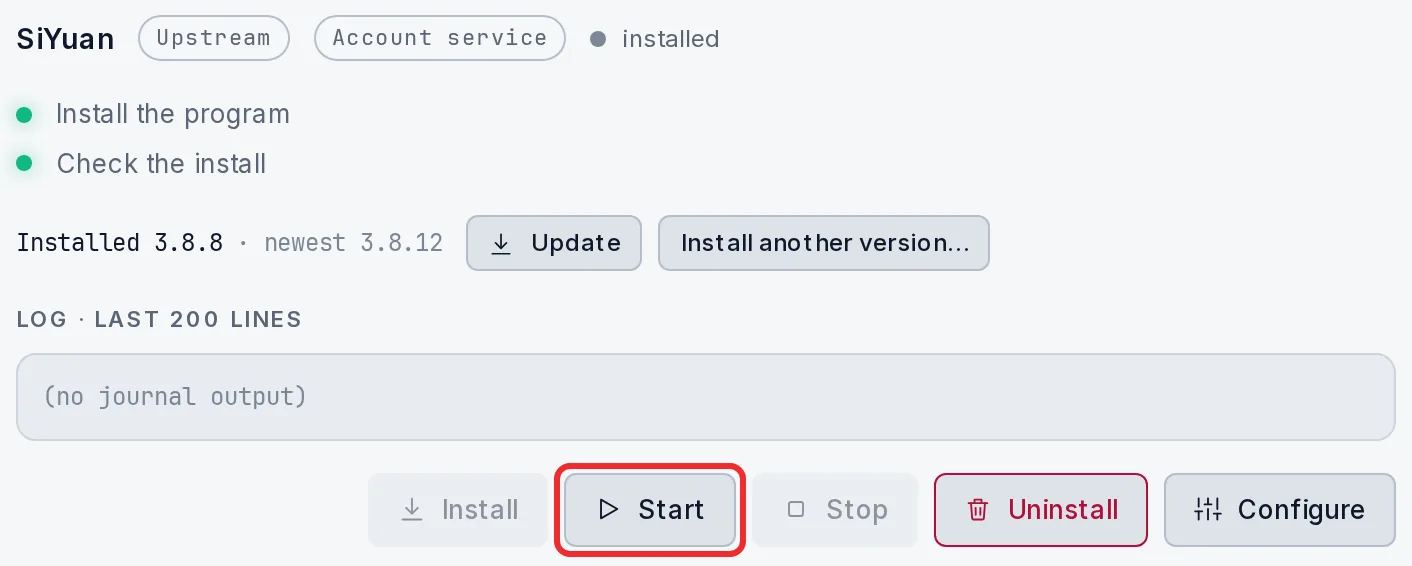 SiYuan Upstream Account service installed
Install the program
Check the install
Installed 3.8.8 · newest 3.8.12 Update Install another version...
LOG · LAST 200 LINES
(no journal output)
Install Start Stop Uninstall Configure